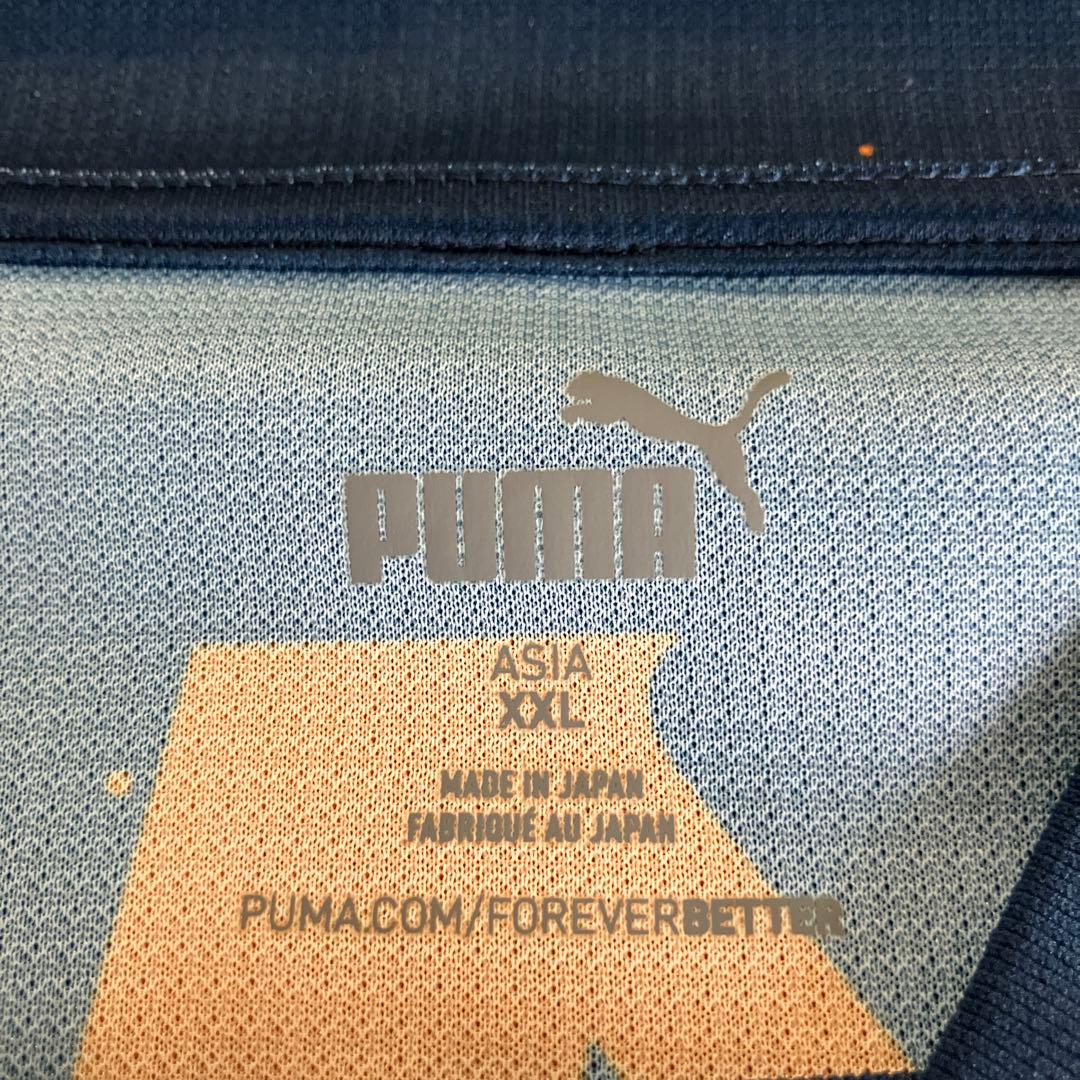 PUMA
ASIA
XXL
MADE IN JAPAN
FABRIQUÉ AU JAPAN
PUMA.COM/FOREVERBETTER